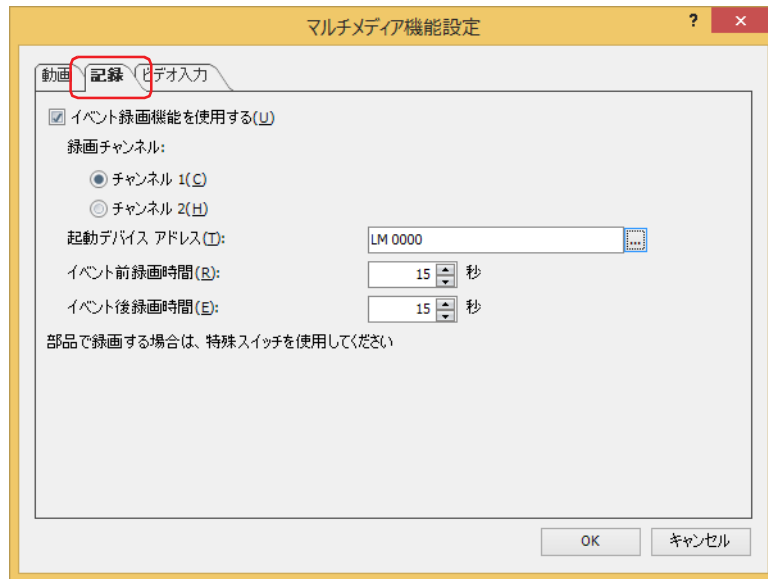 マルチメディア機能設定
?
×
動画 記録 ビデオ入力
イベント録画機能を使用する(U)
録画チャンネル:
チャンネル 1(C)
チャンネル 2(H)
起動デバイス アドレス(T): LM 0000 ...
イベント前録画時間(R): 15 秒
イベント後録画時間(E): 15 秒
部品で録画する場合は、特殊スイッチを使用してください
OK キャンセル